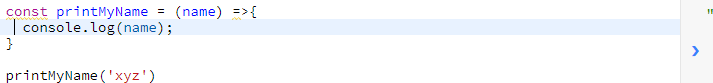 const printMyName = (name) =>{
  console.log(name);
}

printMyName('xyz')
"